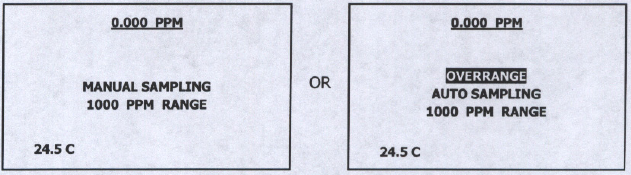 0.000 PPM
MANUAL SAMPLING
1000 PPM RANGE
24.5 C
OR
0.000 PPM
OVERRANGE
AUTO SAMPLING
1000 PPM RANGE
24.5 C